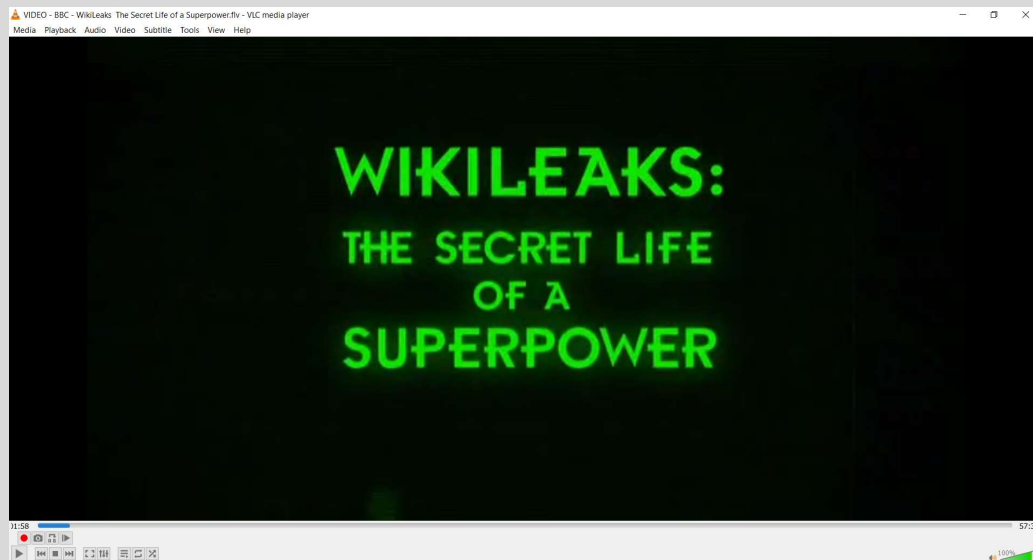 VIDEO - BBC - WikiLeaks The Secret Life of a Superpower.flv - VLC media player
Media Playback Audio Video Subtitle Tools View Help
WIKILEAKS:
THE SECRET LIFE
OF A
SUPERPOWER
100%